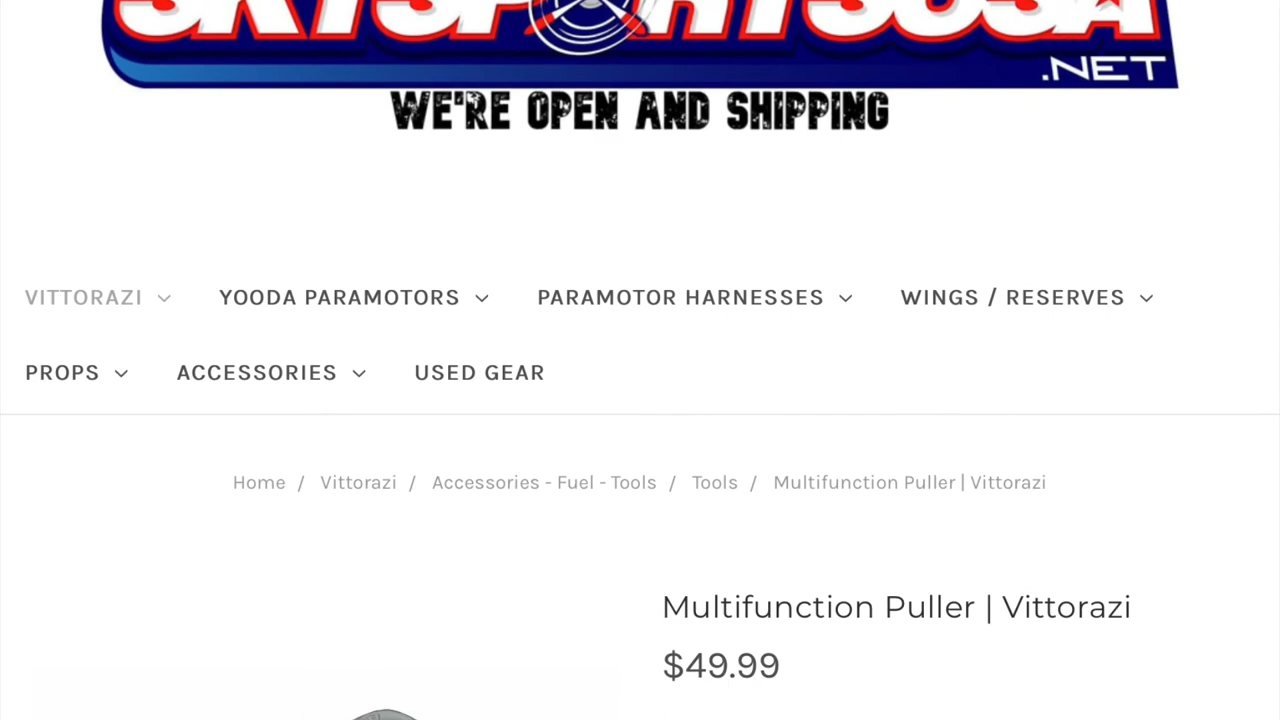 SKYSPORTSUSA
.NET
WE'RE OPEN AND SHIPPING
VITTORAZI YOODA PARAMOTORS PARAMOTOR HARNESSES WINGS / RESERVES
PROPS ACCESSORIES USED GEAR
Home / Vittorazi / Accessories - Fuel - Tools / Tools / Multifunction Puller | Vittorazi
Multifunction Puller | Vittorazi
$49.99